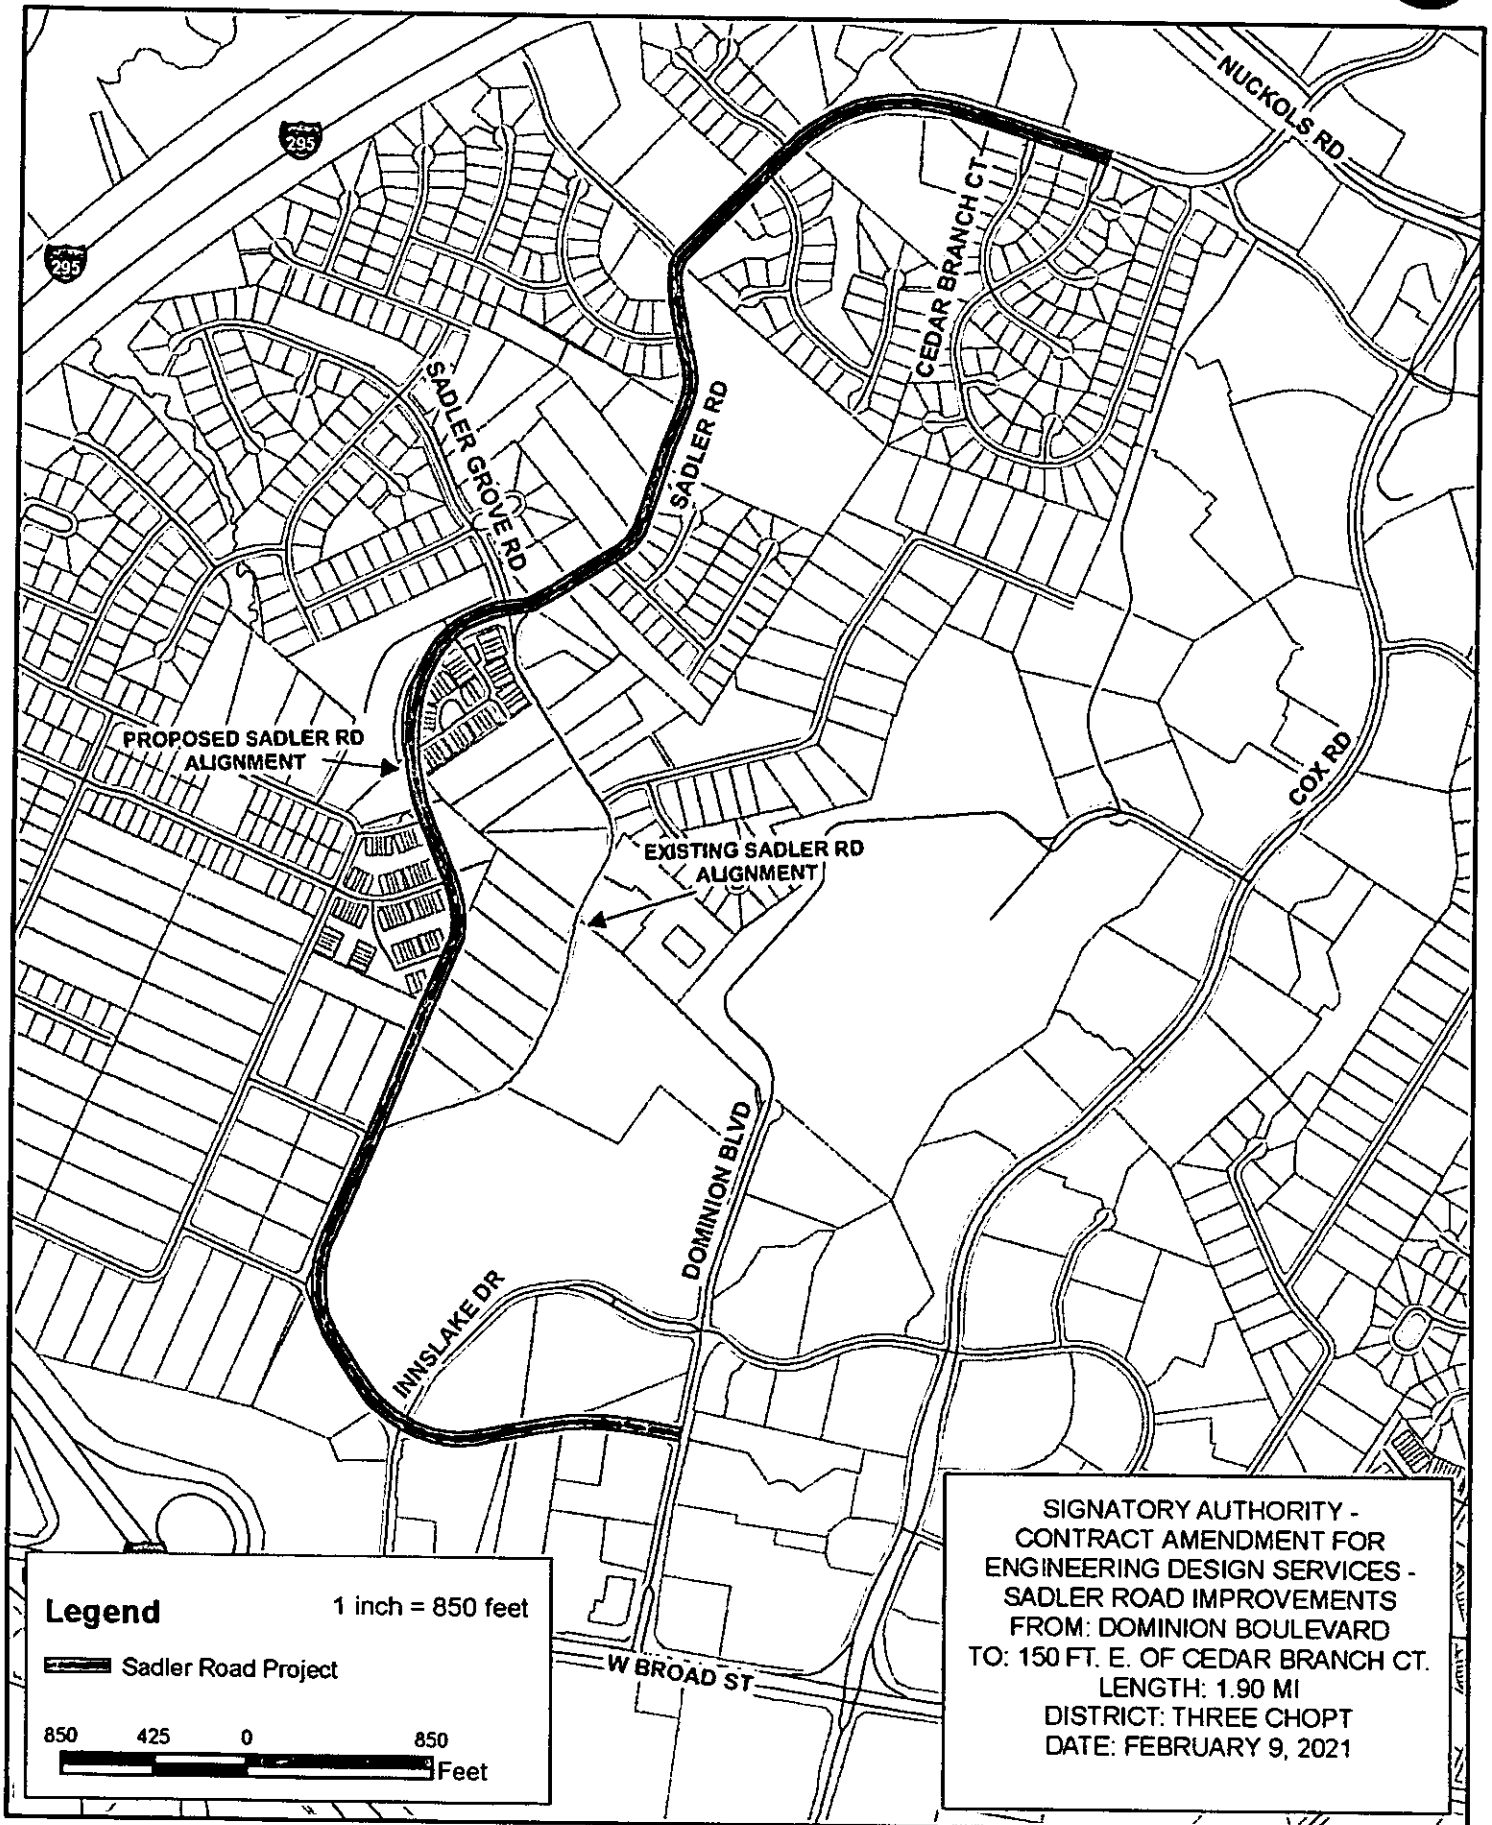 NUCKOLS RD
295
295
CEDAR BRANCH CT
SADLER GROVE RD
SADLER RD
PROPOSED SADLER RD
ALIGNMENT
COX RD
EXISTING SADLER RD
ALIGNMENT
DOMINION BLVD
INNSLAKE DR
W BROAD ST
Legend
1 inch = 850 feet
Sadler Road Project
850 425 0 850
Feet
SIGNATORY AUTHORITY -
CONTRACT AMENDMENT FOR
ENGINEERING DESIGN SERVICES -
SADLER ROAD IMPROVEMENTS
FROM: DOMINION BOULEVARD
TO: 150 FT. E. OF CEDAR BRANCH CT.
LENGTH: 1.90 MI
DISTRICT: THREE CHOPT
DATE: FEBRUARY 9, 2021